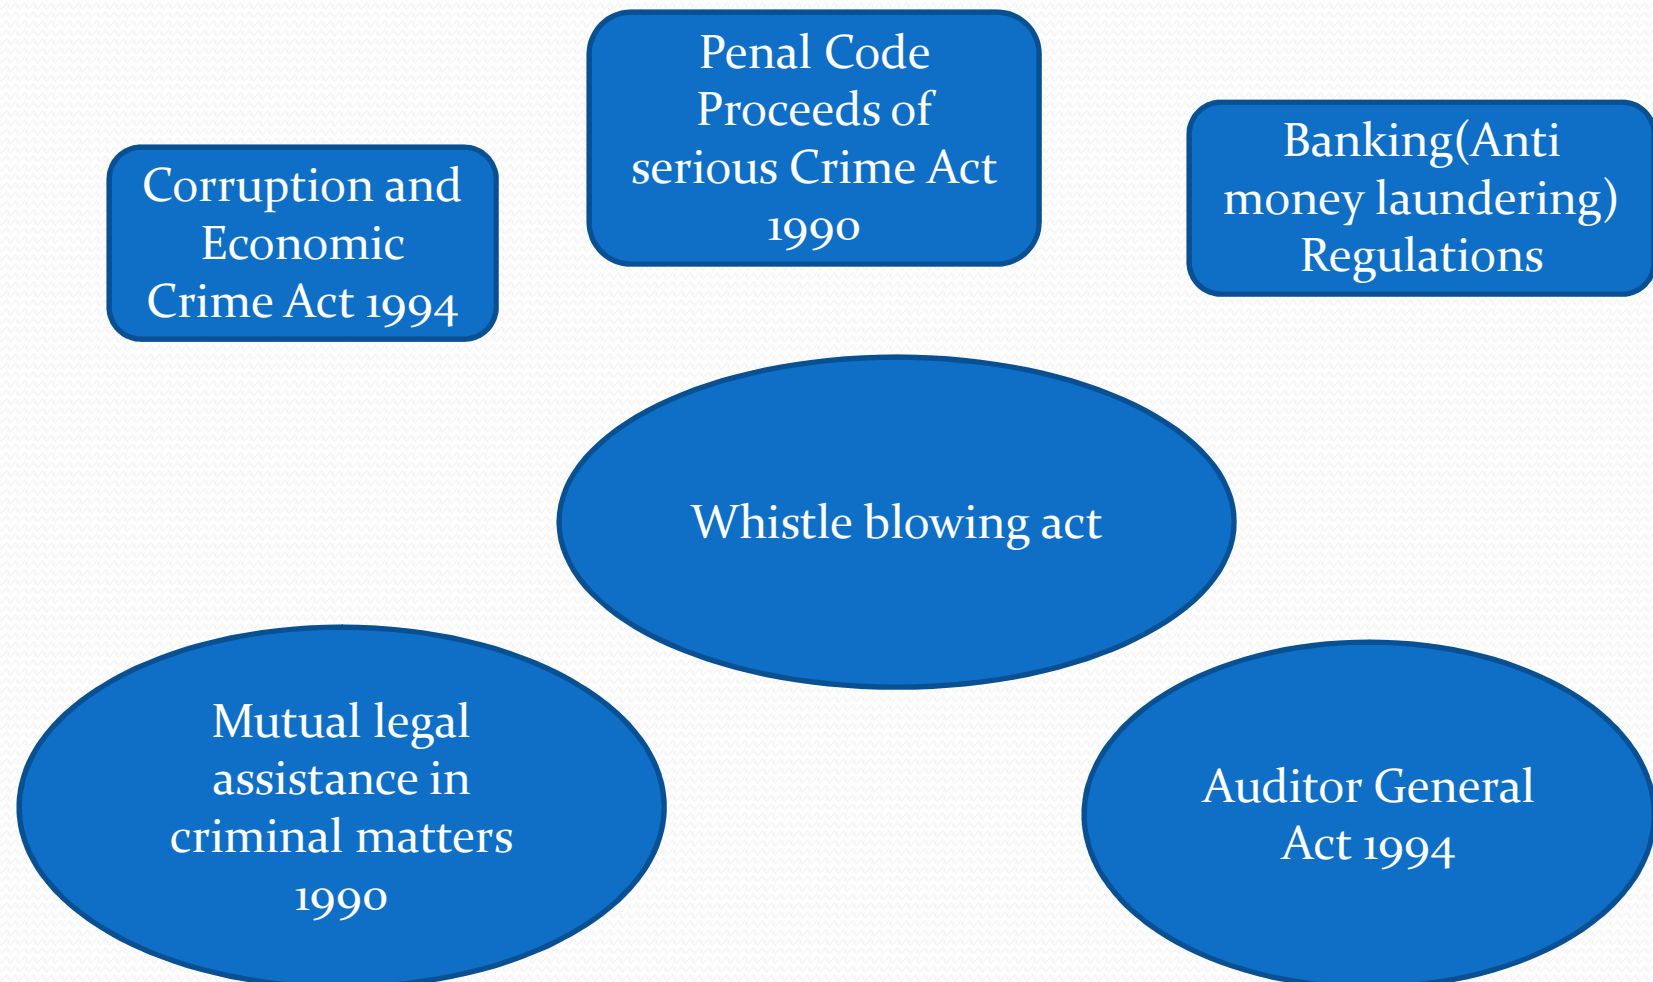 Penal Code
Proceeds of
serious Crime Act
1990
Corruption and
Economic
Crime Act 1994
Banking(Anti
money laundering)
Regulations
Whistle blowing act
Mutual legal
assistance in
criminal matters
1990
Auditor General
Act 1994